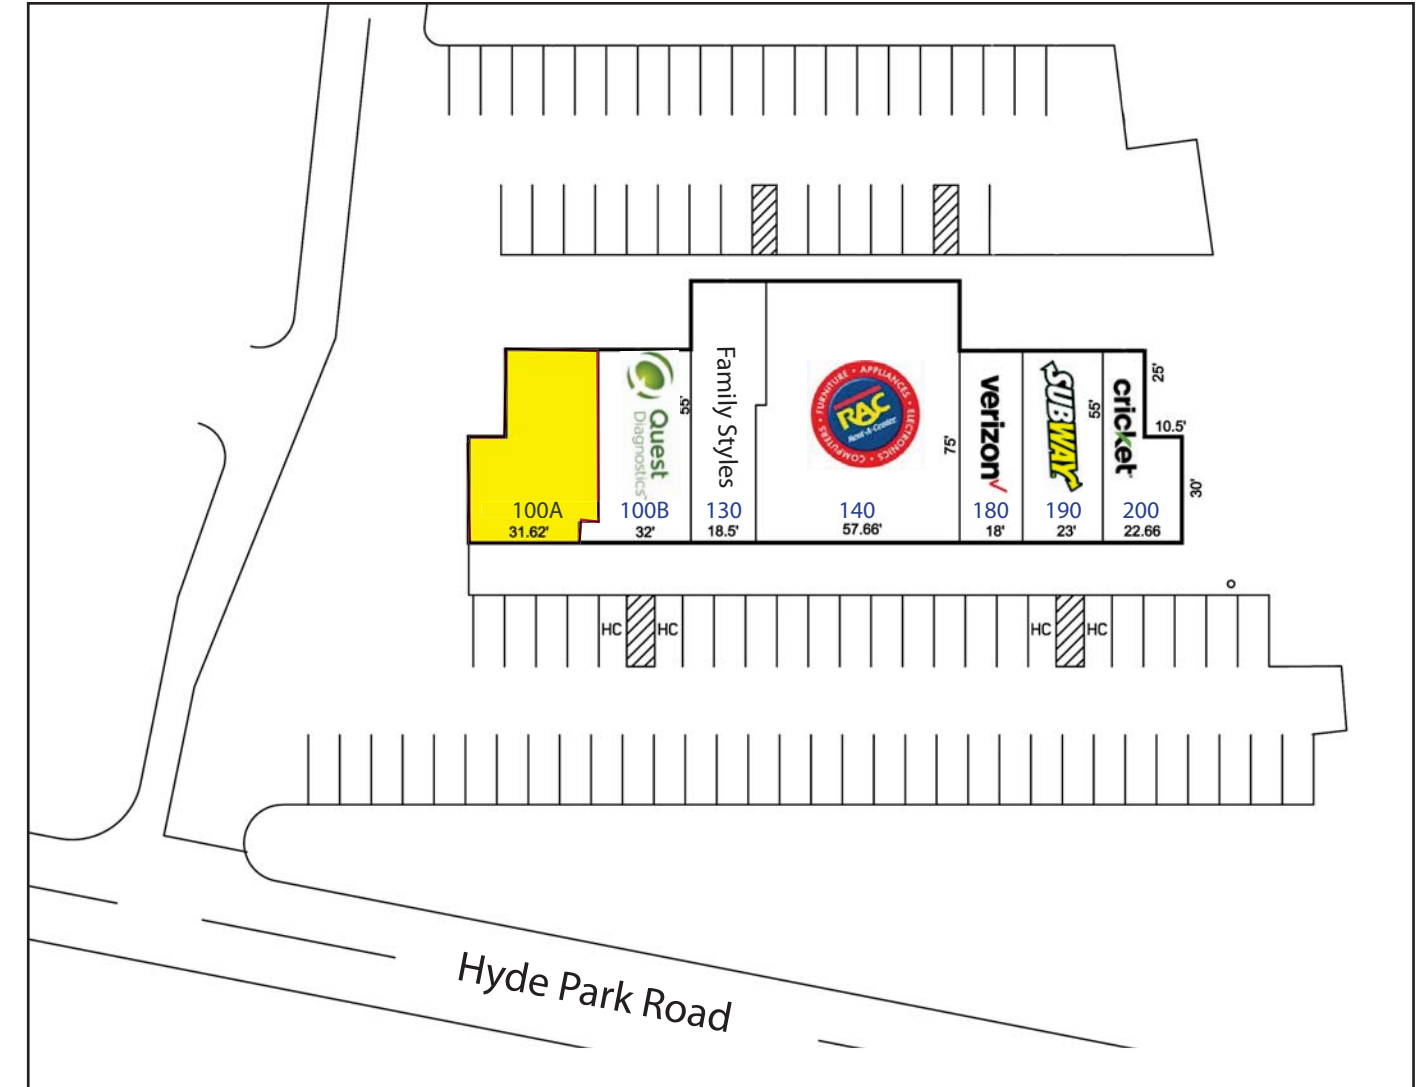 Quest
Diagnostics™
55'
100B
32'
Family Styles
130
18.5'
FURNITURE • APPLIANCES • ELECTRONICS • COMPUTERS •
RAC
Rent-A-Center
75'
140
57.66'
verizon
180
18'
SUBWAY
55'
190
23'
cricket
200
22.66
25'
10.5'
30'
100A
31.62'
HC
HC
HC
HC
Hyde Park Road